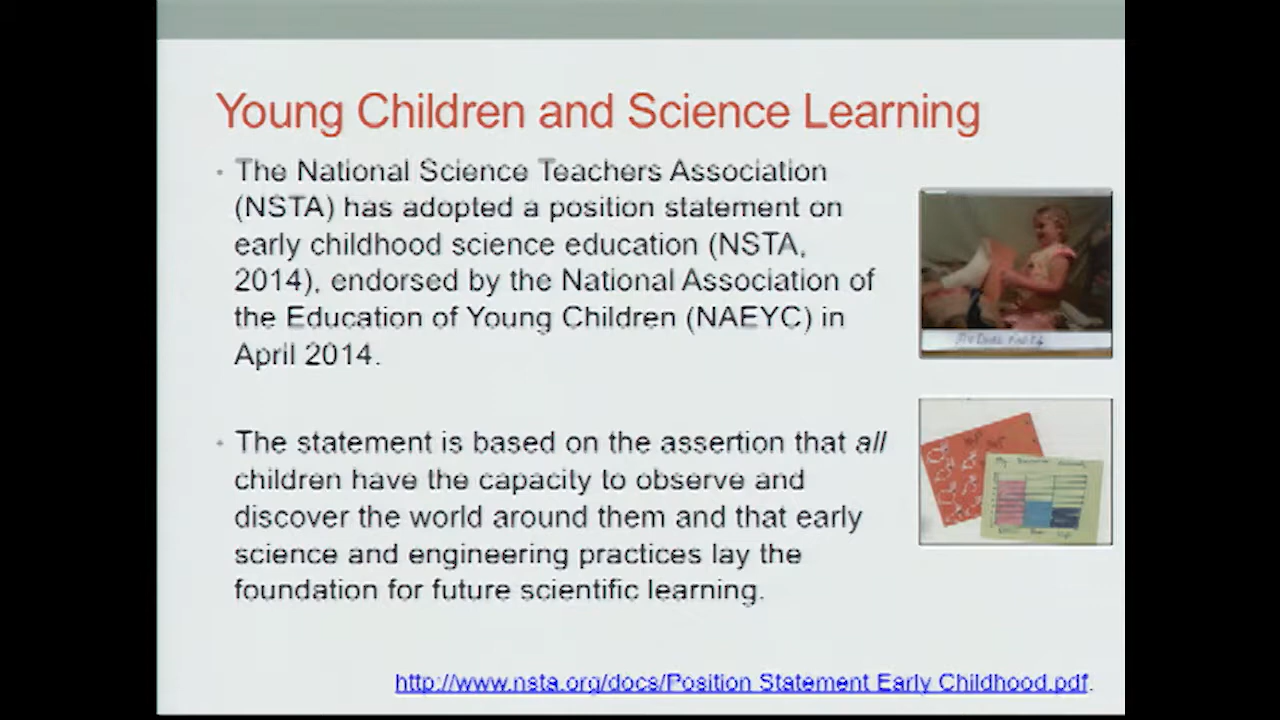 Young Children and Science Learning
• The National Science Teachers Association
(NSTA) has adopted a position statement on
early childhood science education (NSTA,
2014), endorsed by the National Association of
the Education of Young Children (NAEYC) in
April 2014.
• The statement is based on the assertion that all
children have the capacity to observe and
discover the world around them and that early
science and engineering practices lay the
foundation for future scientific learning.
http://www.nsta.org/docs/Position Statement Early Childhood.pdf.